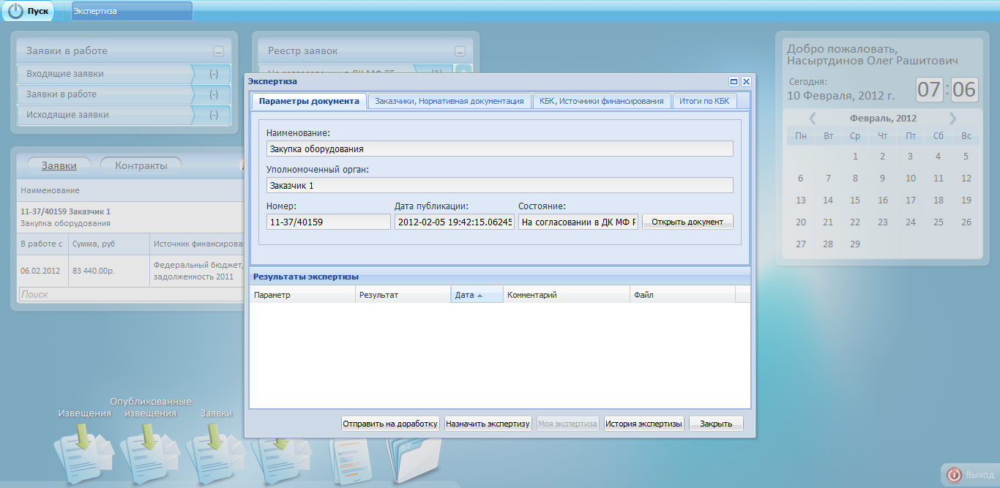 Пуск
Экспертиза
Заявки в работе
Входящие заявки (-)
Заявки в работе (-)
Исходящие заявки (-)
Реестр заявок
На согласовании в ДК МФ РТ (1)
Добро пожаловать,
Насыртдинов Олег Рашитович
Сегодня:
10 Февраля, 2012 г.
07:06
Февраль, 2012
Пн Вт Ср Чт Пт Сб Вс
1 2 3 4 5
6 7 8 9 10 11 12
13 14 15 16 17 18 19
20 21 22 23 24 25 26
27 28 29
Заявки Контракты
Наименование
11-37/40159 Заказчик 1
Закупка оборудования
В работе с Сумма, руб Источник финансирова
06.02.2012 83 440.00р. Федеральный бюджет,
задолженность 2011
Поиск
Экспертиза
Параметры документа Заказчики, Нормативная документация КБК, Источники финансирования Итоги по КБК
Наименование:
Закупка оборудования
Уполномоченный орган:
Заказчик 1
Номер: Дата публикации: Состояние:
11-37/40159 2012-02-05 19:42:15.06245 На согласовании в ДК МФ Р Открыть документ
Результаты экспертизы
Параметр Результат Дата Комментарий Файл
Отправить на доработку Назначить экспертизу Моя экспертиза История экспертизы Закрыть
Извещения
Опубликованные
извещения
Заявки
Выход